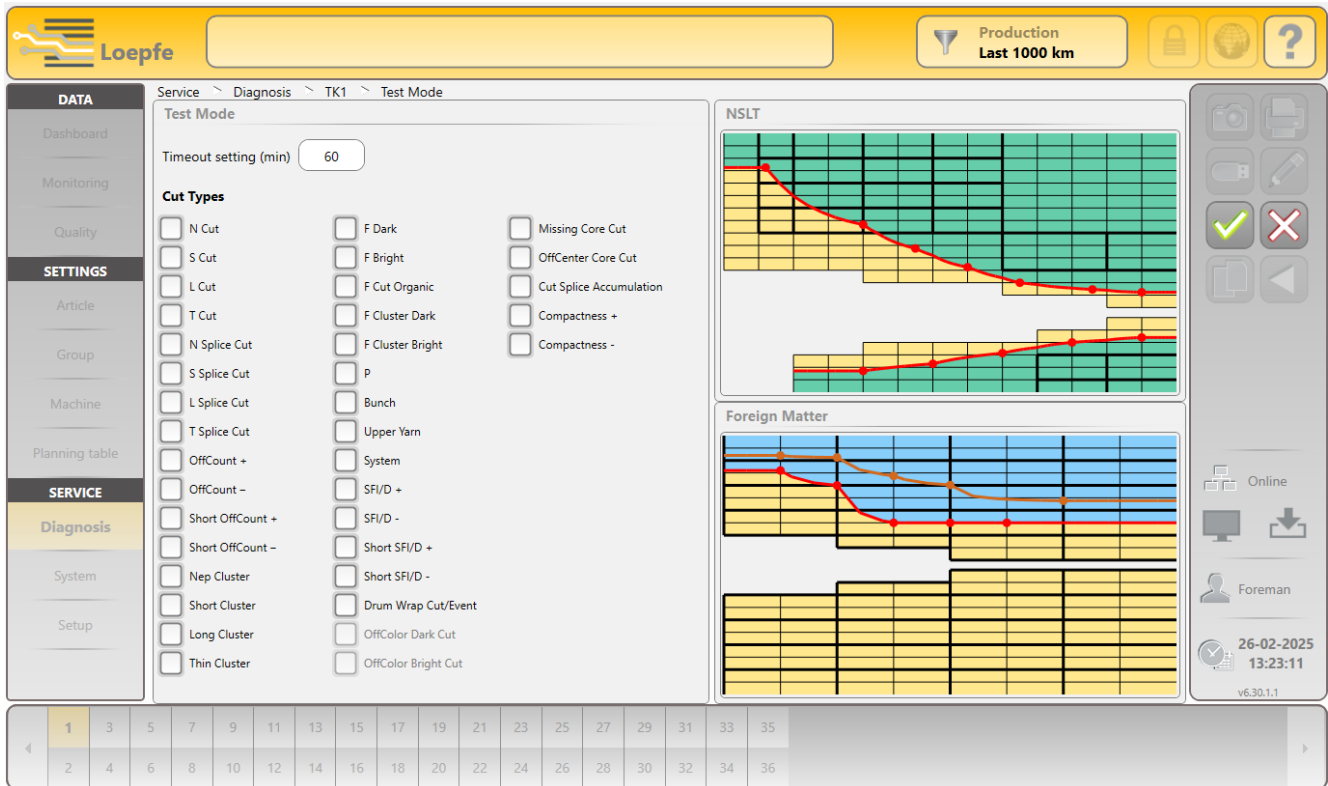 Loepfe
Production
Last 1000 km
?
DATA
Dashboard
Monitoring
Quality
SETTINGS
Article
Group
Machine
Planning table
SERVICE
Diagnosis
System
Setup
Service > Diagnosis > TK1 > Test Mode
Test Mode
Timeout setting (min) 60
Cut Types
N Cut
S Cut
L Cut
T Cut
N Splice Cut
S Splice Cut
L Splice Cut
T Splice Cut
OffCount +
OffCount –
Short OffCount +
Short OffCount –
Nep Cluster
Short Cluster
Long Cluster
Thin Cluster
F Dark
F Bright
F Cut Organic
F Cluster Dark
F Cluster Bright
P
Bunch
Upper Yarn
System
SFI/D +
SFI/D -
Short SFI/D +
Short SFI/D -
Drum Wrap Cut/Event
OffColor Dark Cut
OffColor Bright Cut
Missing Core Cut
OffCenter Core Cut
Cut Splice Accumulation
Compactness +
Compactness -
NSLT
Foreign Matter
Online
Foreman
26-02-2025
13:23:11
v6.30.1.1
1 3 5 7 9 11 13 15 17 19 21 23 25 27 29 31 33 35
2 4 6 8 10 12 14 16 18 20 22 24 26 28 30 32 34 36